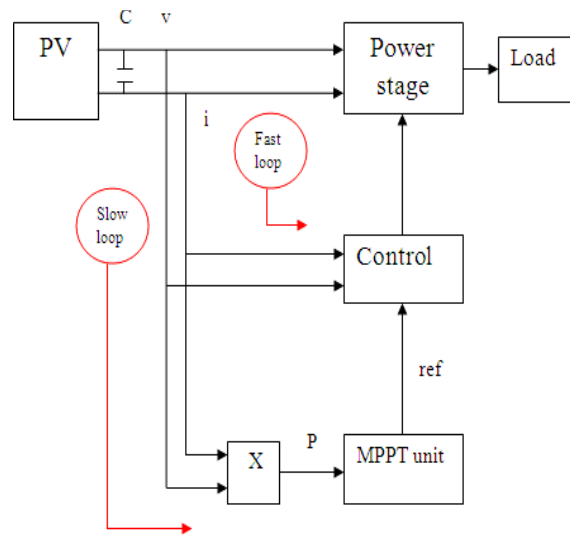 C
v
PV
Power
stage
Load
i
Fast
loop
Slow
loop
Control
ref
P
X
MPPT unit